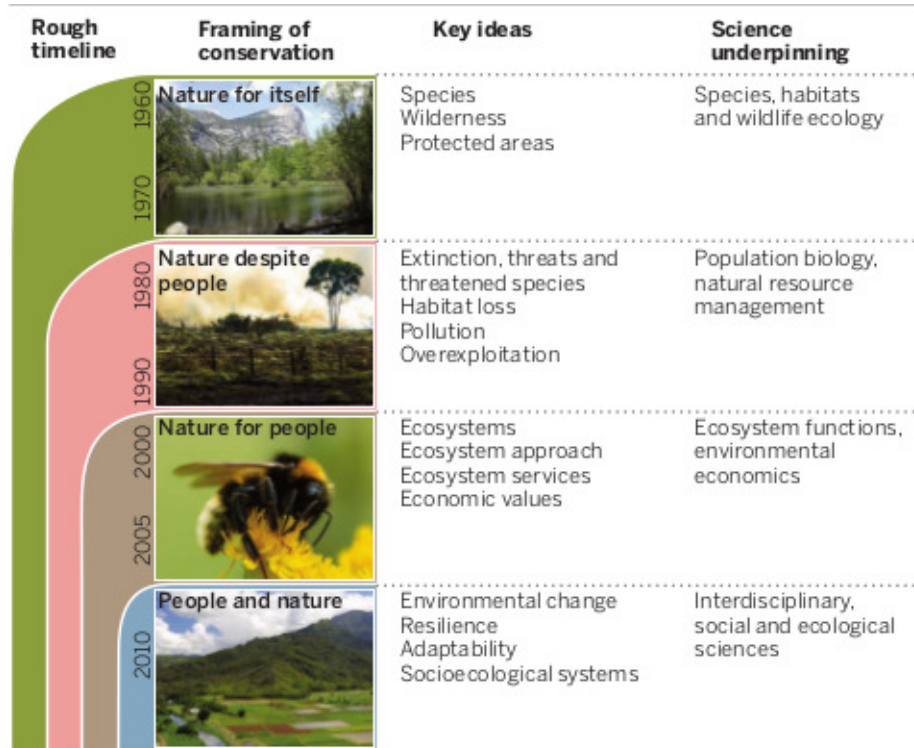 Rough
timeline
Framing of
conservation
Key ideas
Science
underpinning
1960
1970
Nature for itself
Species
Wilderness
Protected areas
Species, habitats
and wildlife ecology
1980
1990
Nature despite
people
Extinction, threats and
threatened species
Habitat loss
Pollution
Overexploitation
Population biology,
natural resource
management
2000
2005
Nature for people
Ecosystems
Ecosystem approach
Ecosystem services
Economic values
Ecosystem functions,
environmental
economics
2010
People and nature
Environmental change
Resilience
Adaptability
Socioecological systems
Interdisciplinary,
social and ecological
sciences